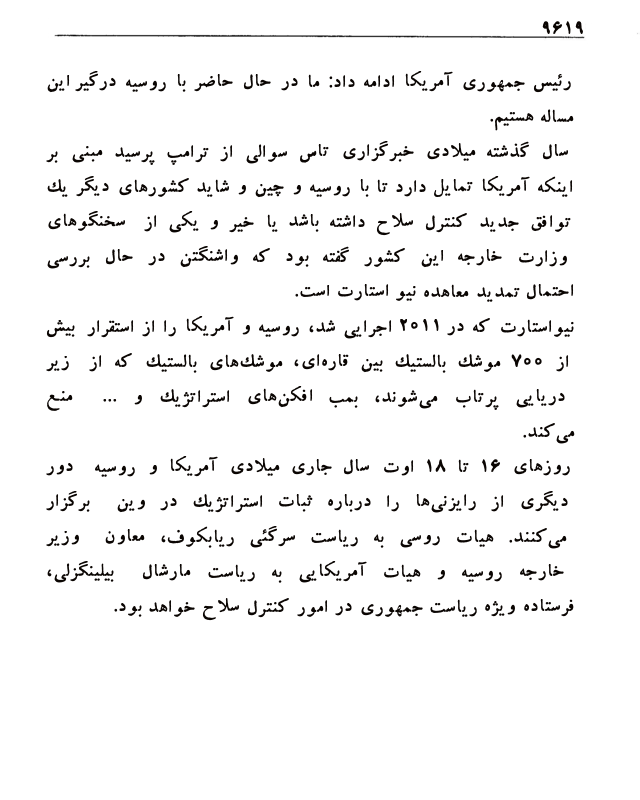 ۹۶۱۹
رئیس جمهوری آمریکا ادامه داد: ما در حال حاضر با روسیه درگیر این
مساله هستیم.
سال گذشته میلادی خبرگزاری تاس سوالی از ترامپ پرسید مبنی بر
اینکه آمریکا تمایل دارد تا با روسیه و چین و شاید کشورهای دیگر یك
توافق جدید کنترل سلاح داشته باشد یا خیر و یکی از سخنگوهای
وزارت خارجه این کشور گفته بود که واشنگتن در حال بررسی
احتمال تمدید معاهده نیو استارت است.
نیواستارت که در ۲۰۱۱ اجرایی شد، روسیه و آمریکا را از استقرار بیش
از ۷۰۰ موشك بالستیك بین قاره‌ای، موشك‌های بالستیك که از زیر
دریایی پرتاب می‌شوند، بمب افکن‌های استراتژیك و ... منع
می‌کند.
روزهای ۱۶ تا ۱۸ اوت سال جاری میلادی آمریکا و روسیه دور
دیگری از رایزنی‌ها را درباره ثبات استراتژیك در وین برگزار
می‌کنند. هیات روسی به ریاست سرگئی ریابکوف، معاون وزیر
خارجه روسیه و هیات آمریکایی به ریاست مارشال بیلینگزلی،
فرستاده ویژه ریاست جمهوری در امور کنترل سلاح خواهد بود.